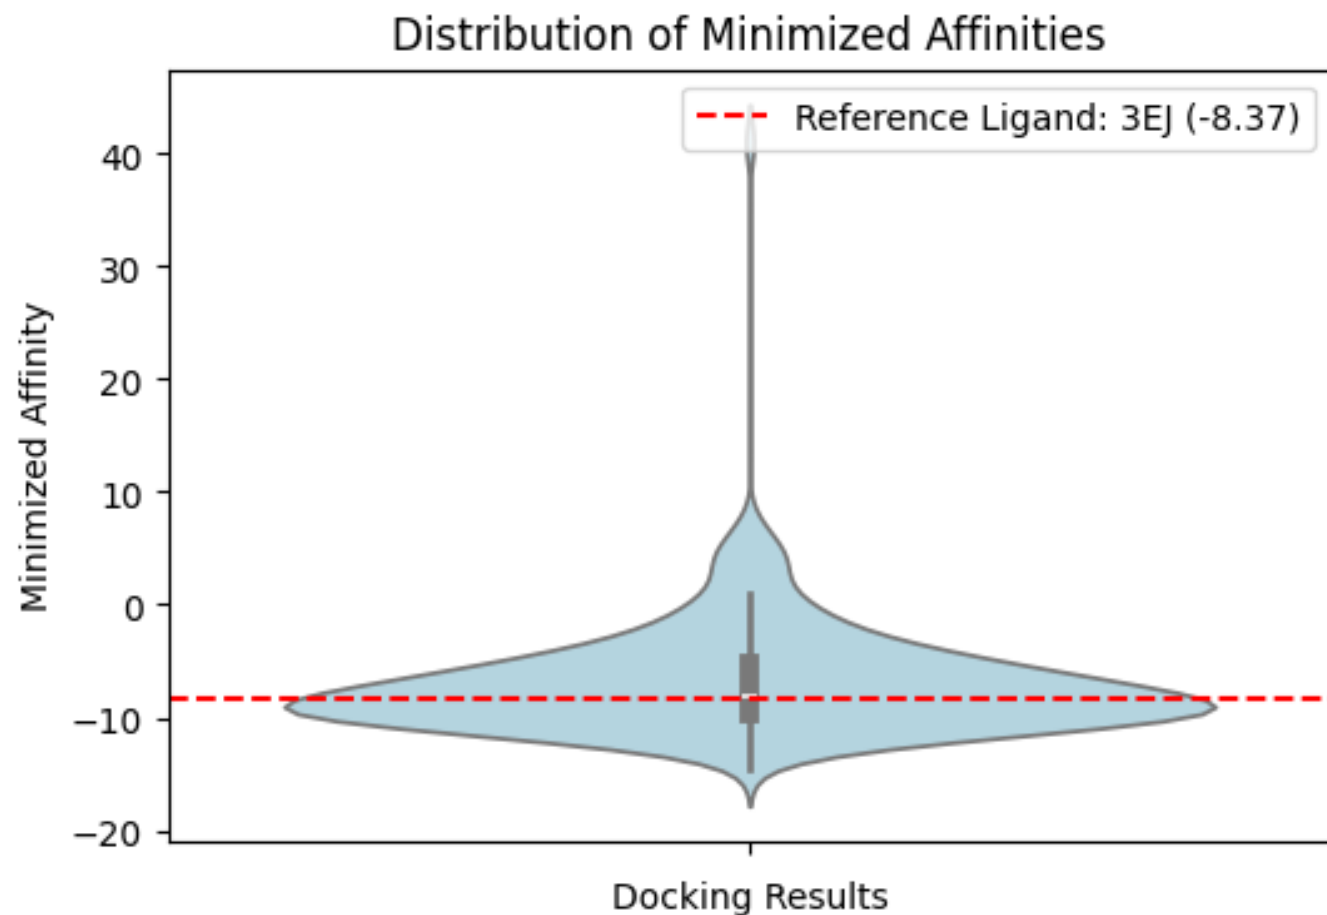 Distribution of Minimized Affinities
Reference Ligand: 3EJ (-8.37)
Minimized Affinity
40
30
20
10
0
−10
−20
Docking Results